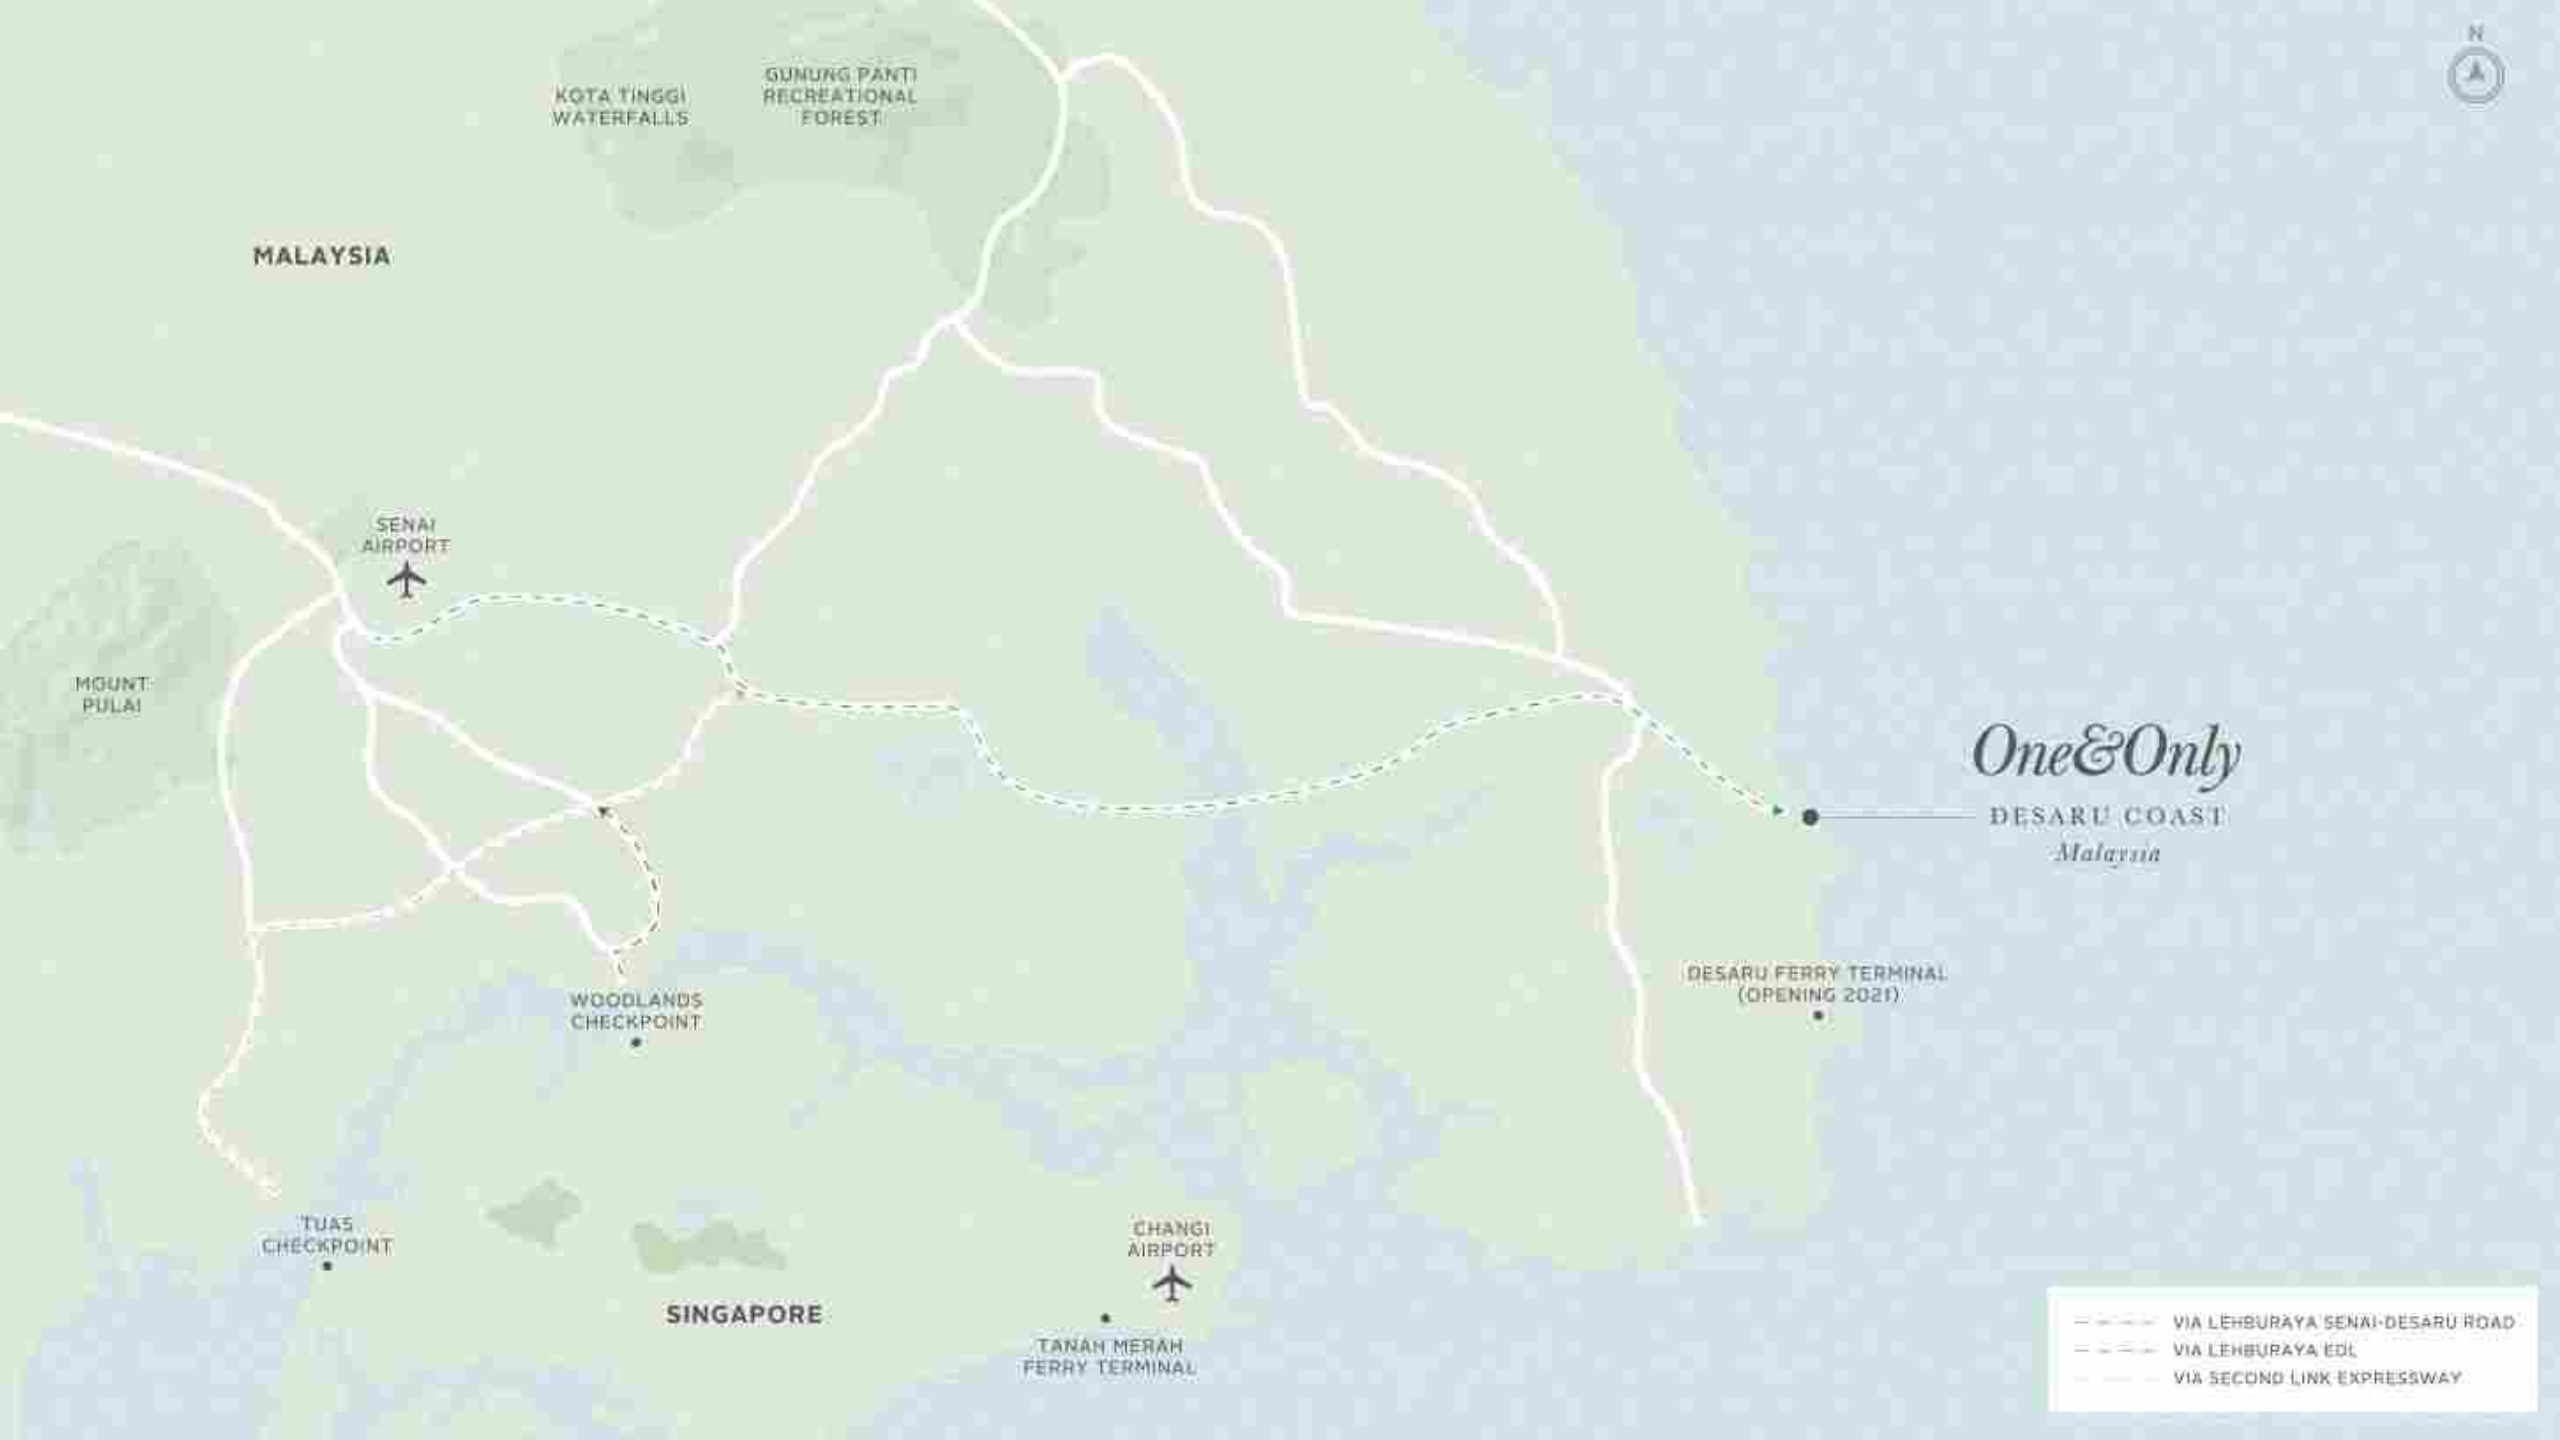 N
KOTA TINGGI
WATERFALLS
GUNUNG PANTI
RECREATIONAL
FOREST
MALAYSIA
SENAI
AIRPORT
MOUNT
PULAI
One&Only
DESARU COAST
Malaysia
DESARU FERRY TERMINAL
(OPENING 2021)
WOODLANDS
CHECKPOINT
TUAS
CHECKPOINT
CHANGI
AIRPORT
SINGAPORE
TANAH MERAH
FERRY TERMINAL
VIA LEHBURAYA SENAI-DESARU ROAD
VIA LEHBURAYA EDL
VIA SECOND LINK EXPRESSWAY